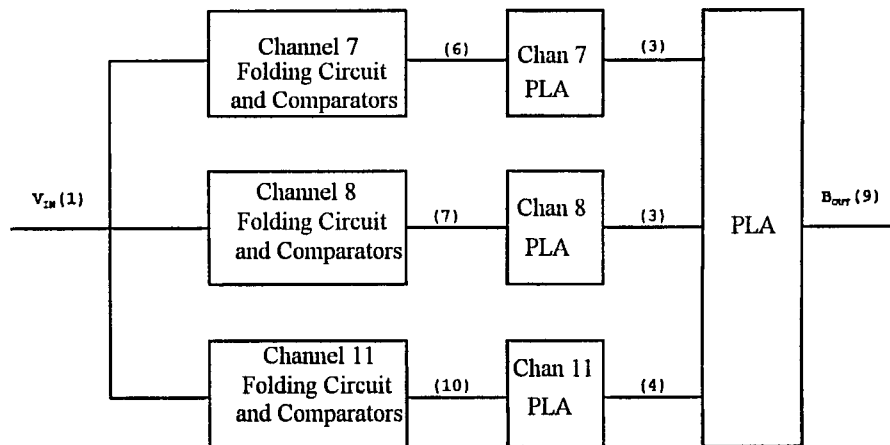 Channel 7
Folding Circuit
and Comparators
(6)
Chan 7
PLA
(3)
V_IN(1)
Channel 8
Folding Circuit
and Comparators
(7)
Chan 8
PLA
(3)
PLA
B_OUT(9)
Channel 11
Folding Circuit
and Comparators
(10)
Chan 11
PLA
(4)